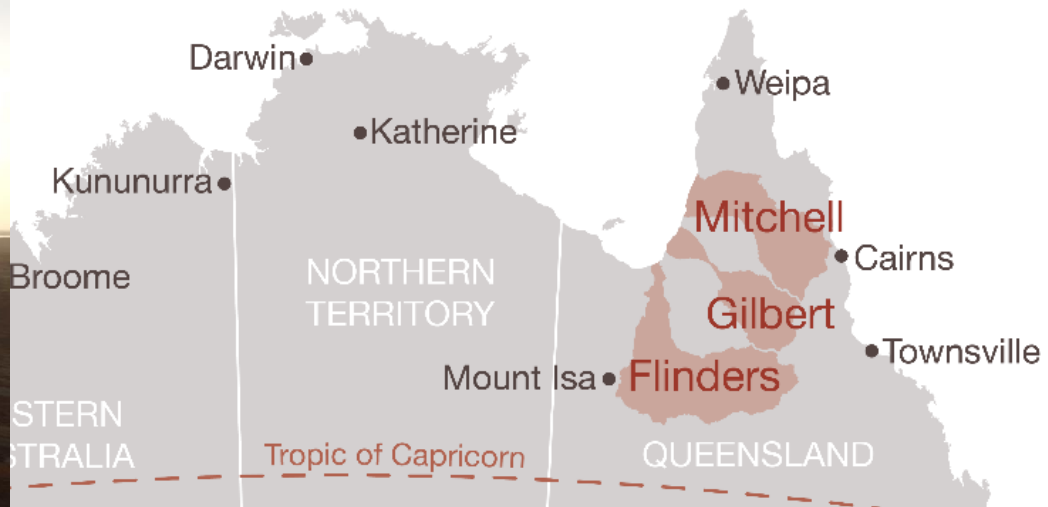 Darwin
Weipa
Katherine
Kununurra
Mitchell
Cairns
Broome
NORTHERN
TERRITORY
Gilbert
Townsville
Mount Isa
Flinders
STERN
STRALIA
Tropic of Capricorn
QUEENSLAND